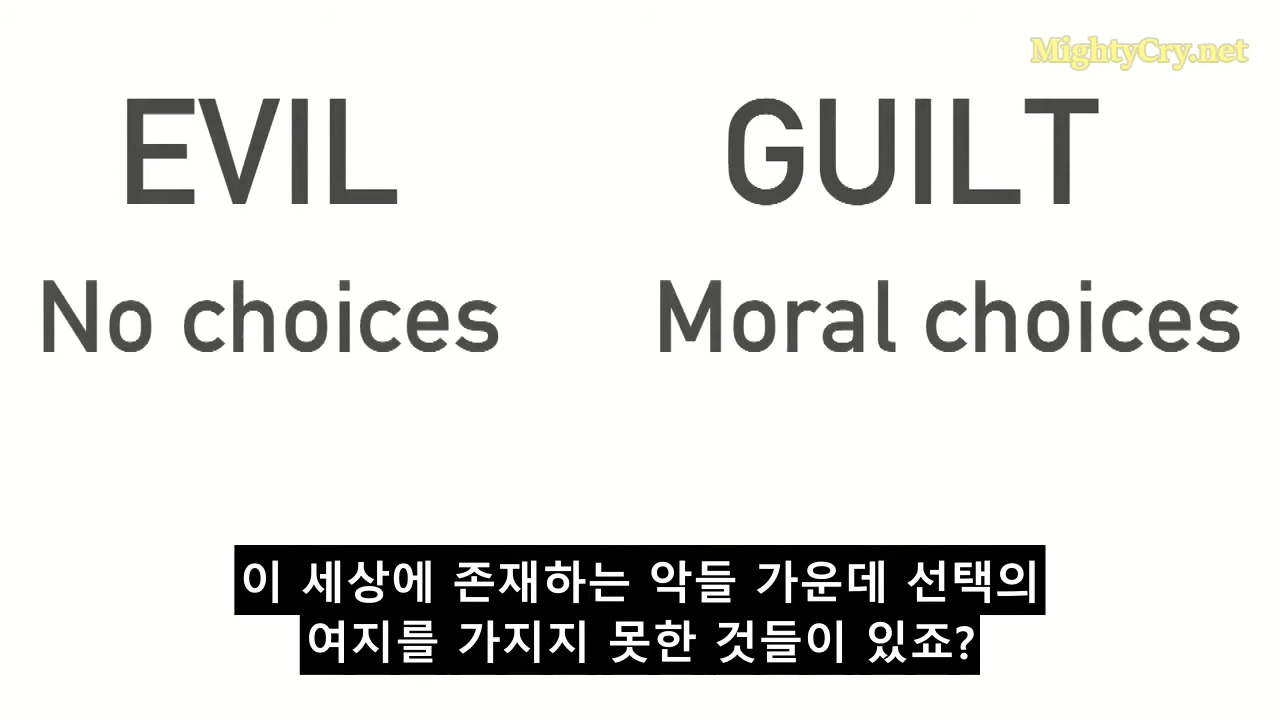 MightyCry.net
EVIL
GUILT
No choices
Moral choices
이 세상에 존재하는 악들 가운데 선택의
여지를 가지지 못한 것들이 있죠?